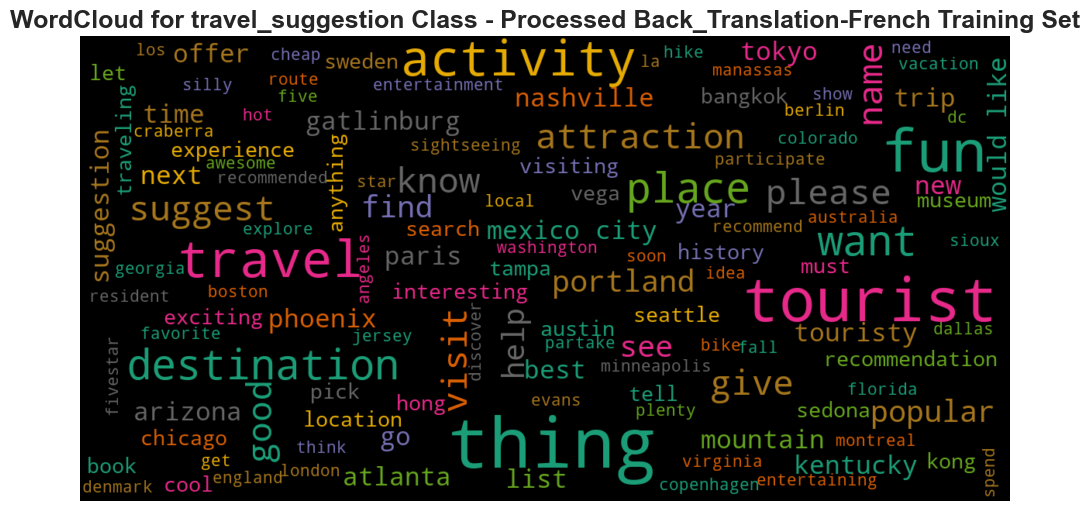 WordCloud for travel_suggestion Class - Processed Back_Translation-French Training Set
los
offer
cheap
sweden
activity
la
hike
tokyo
name
need
let
silly
route
entertainment
manassas
vacation
five
nashville
bangkok
show
trip
would like
traveling
time
hot
gatlinburg
berlin
dc
craberra
suggestion
experience
anything
sightseeing
attraction
colorado
fun
awesome
visiting
participate
next
recommended
star
know
vega
place
please
new
museum
suggest
find
local
year
explore
search
mexico city
recommend
australia
want
sioux
travel
angeles
paris
washington
soon
history
georgia
tampa
idea
must
resident
boston
interesting
portland
tourist
exciting
phoenix
visit
discover
help
austin
seattle
touristy
dallas
favorite
jersey
partake
see
bike
fall
fivestar
destination
best
minneapolis
recommendation
good
pick
hong
evans
tell
give
florida
arizona
location
thing
plenty
sedona
popular
chicago
think
go
mountain
montreal
book
get
virginia
kentucky
kong
spend
denmark
cool
england
london
atlanta
list
copenhagen
entertaining